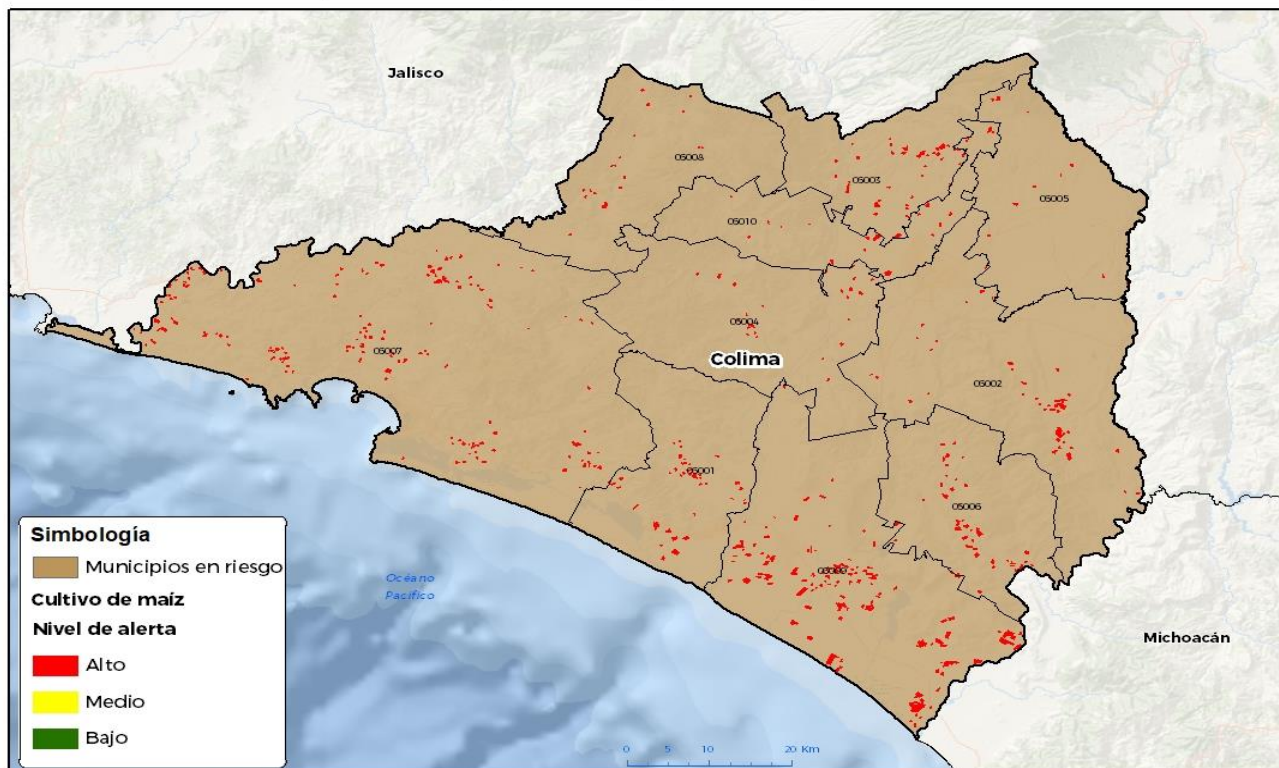 Jalisco
05008
05003
05005
05010
05004
05007
Colima
05002
05001
05006
Océano
Pacífico
Michoacán
Simbología
Municipios en riesgo
Cultivo de maíz
Nivel de alerta
Alto
Medio
Bajo
0 5 10 20 Km